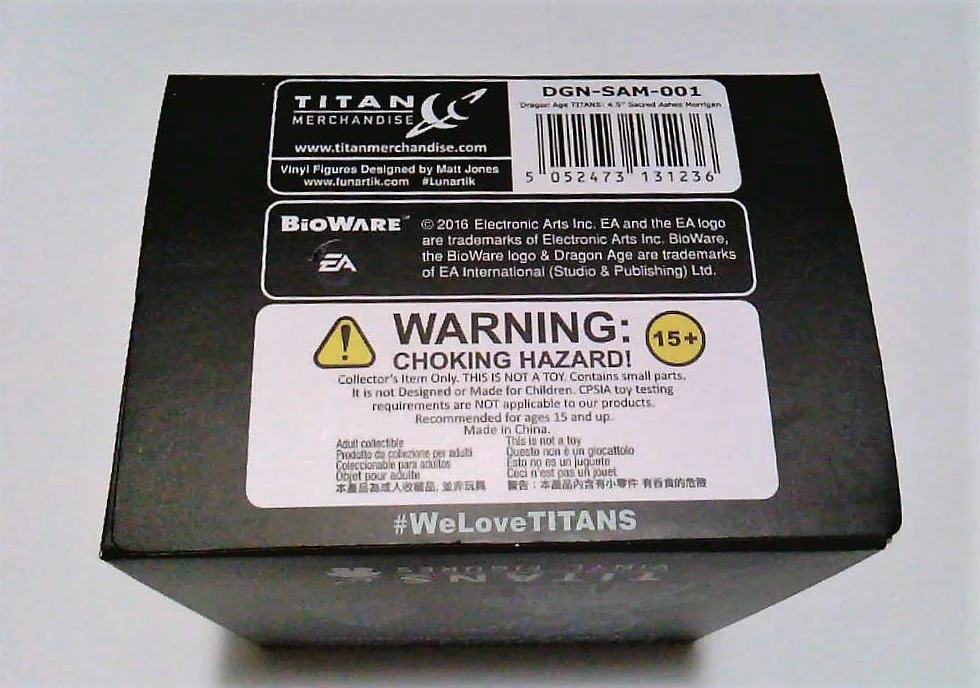 TITAN
MERCHANDISE
www.titanmerchandise.com
Vinyl Figures Designed by Matt Jones
www.lunartik.com #Lunartik
DGN-SAM-001
Dragon Age TITANS: 4.5" Sacred Ashes Morrigan
5 052473 131236
BIOWARE™
EA
© 2016 Electronic Arts Inc. EA and the EA logo
are trademarks of Electronic Arts Inc. BioWare,
the BioWare logo & Dragon Age are trademarks
of EA International (Studio & Publishing) Ltd.
WARNING:
CHOKING HAZARD!
15+
Collector's Item Only. THIS IS NOT A TOY. Contains small parts.
It is not Designed or Made for Children. CPSIA toy testing
requirements are NOT applicable to our products.
Recommended for ages 15 and up.
Made in China.
Adult collectible
Prodotto da collezione per adulti
Coleccionable para adultos
Objet pour adulte
本產品為成人收藏品, 並非玩具
This is not a toy
Questo non è un giocattolo
Esto no es un juguete
Ceci n'est pas un jouet
警告：本產品內含有小零件 有吞食的危險
#WeLoveTITANS
TITANS
VINYL FIGURES